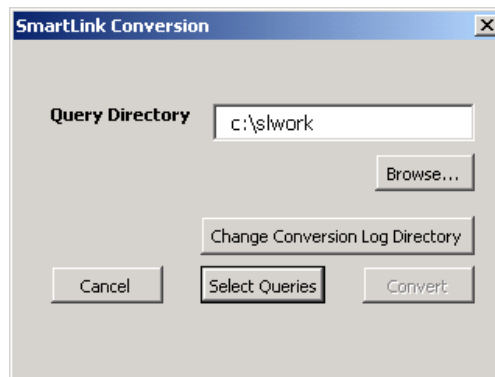 SmartLink Conversion
Query Directory c:\slwork
Browse...
Change Conversion Log Directory
Cancel Select Queries Convert